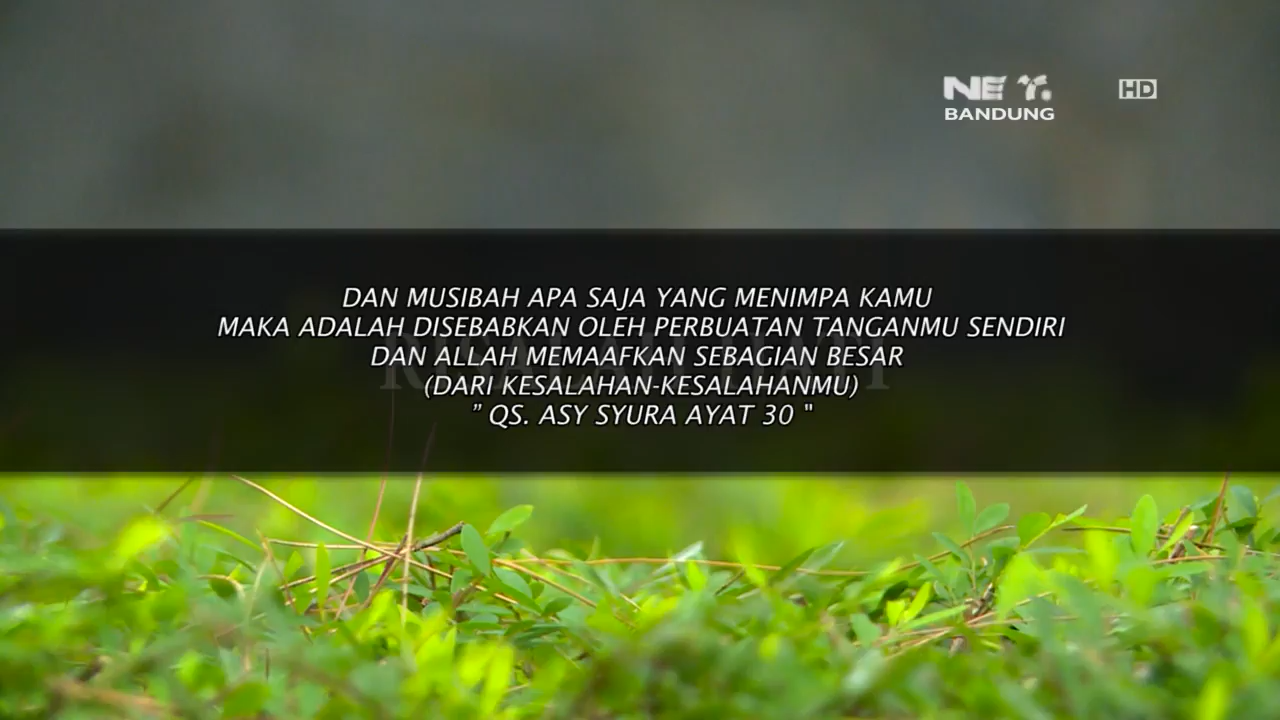 NET.
BANDUNG
HD
DAN MUSIBAH APA SAJA YANG MENIMPA KAMU
MAKA ADALAH DISEBABKAN OLEH PERBUATAN TANGANMU SENDIRI
DAN ALLAH MEMAAFKAN SEBAGIAN BESAR
(DARI KESALAHAN-KESALAHANMU)
” QS. ASY SYURA AYAT 30 "